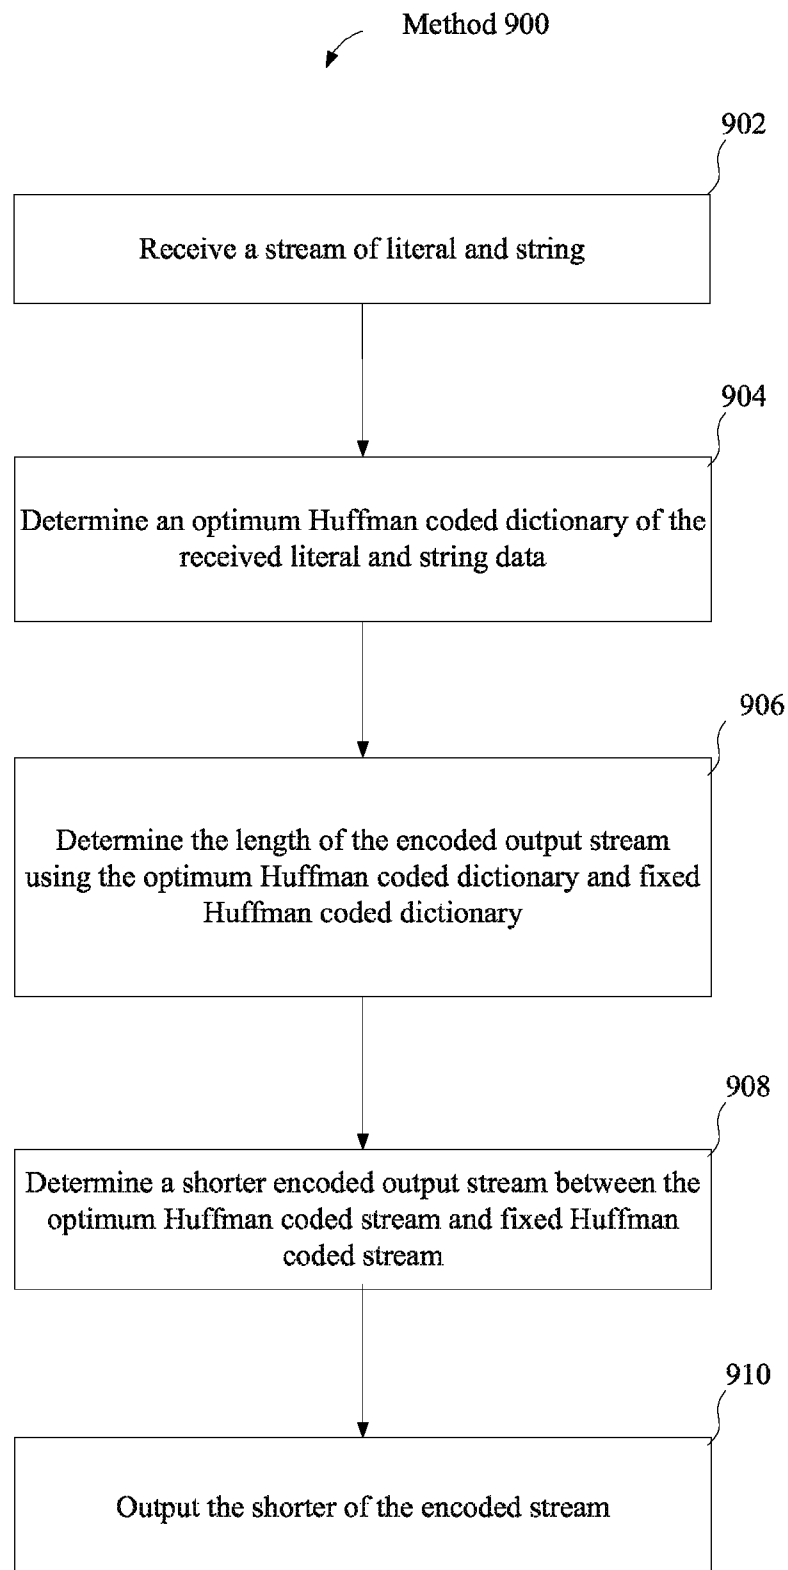 Method 900
902
Receive a stream of literal and string
904
Determine an optimum Huffman coded dictionary of the
received literal and string data
906
Determine the length of the encoded output stream
using the optimum Huffman coded dictionary and fixed
Huffman coded dictionary
908
Determine a shorter encoded output stream between the
optimum Huffman coded stream and fixed Huffman
coded stream
910
Output the shorter of the encoded stream